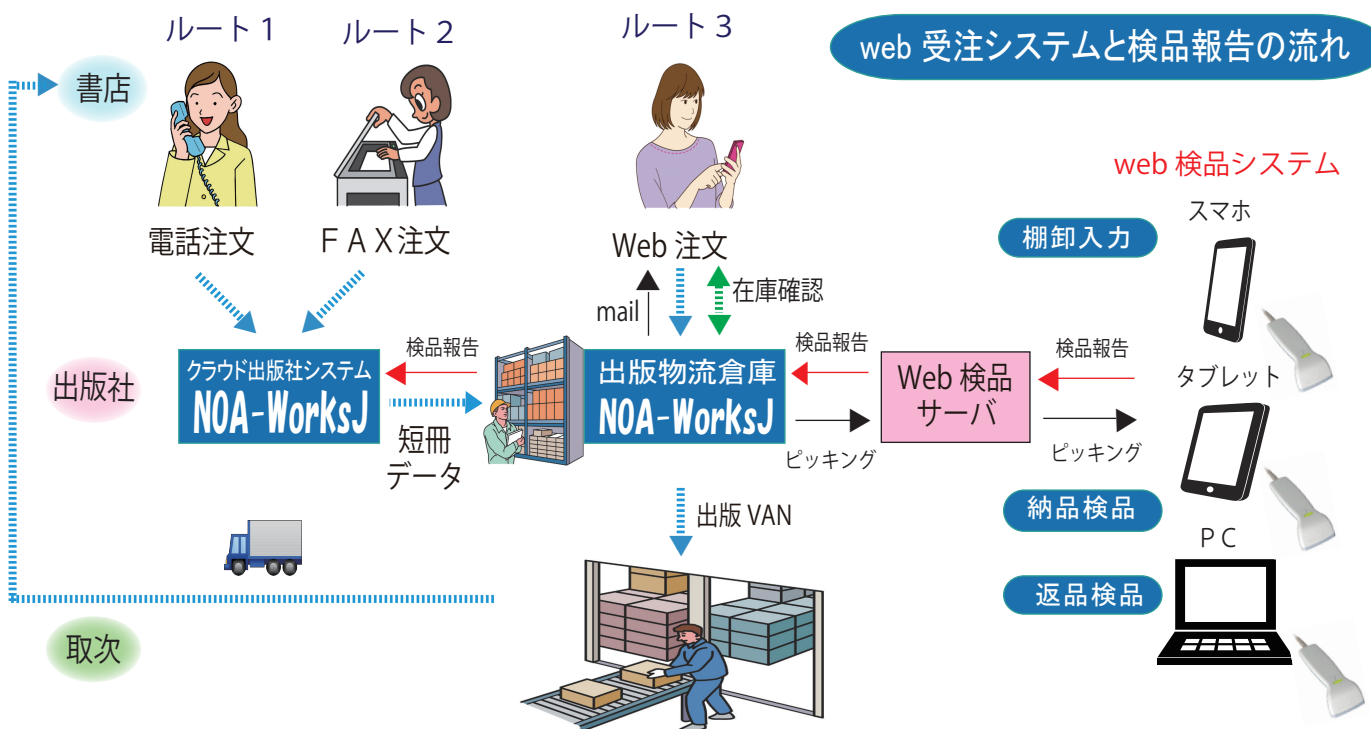 ルート 1
ルート 2
ルート 3
web 受注システムと検品報告の流れ
書店
web 検品システム
スマホ
電話注文
ＦＡＸ注文
Web 注文
棚卸入力
mail
在庫確認
出版社
クラウド出版社システム
NOA-WorksJ
検品報告
短冊
データ
出版物流倉庫
NOA-WorksJ
検品報告
ピッキング
Web 検品
サーバ
検品報告
ピッキング
タブレット
出版 VAN
納品検品
ＰＣ
返品検品
取次